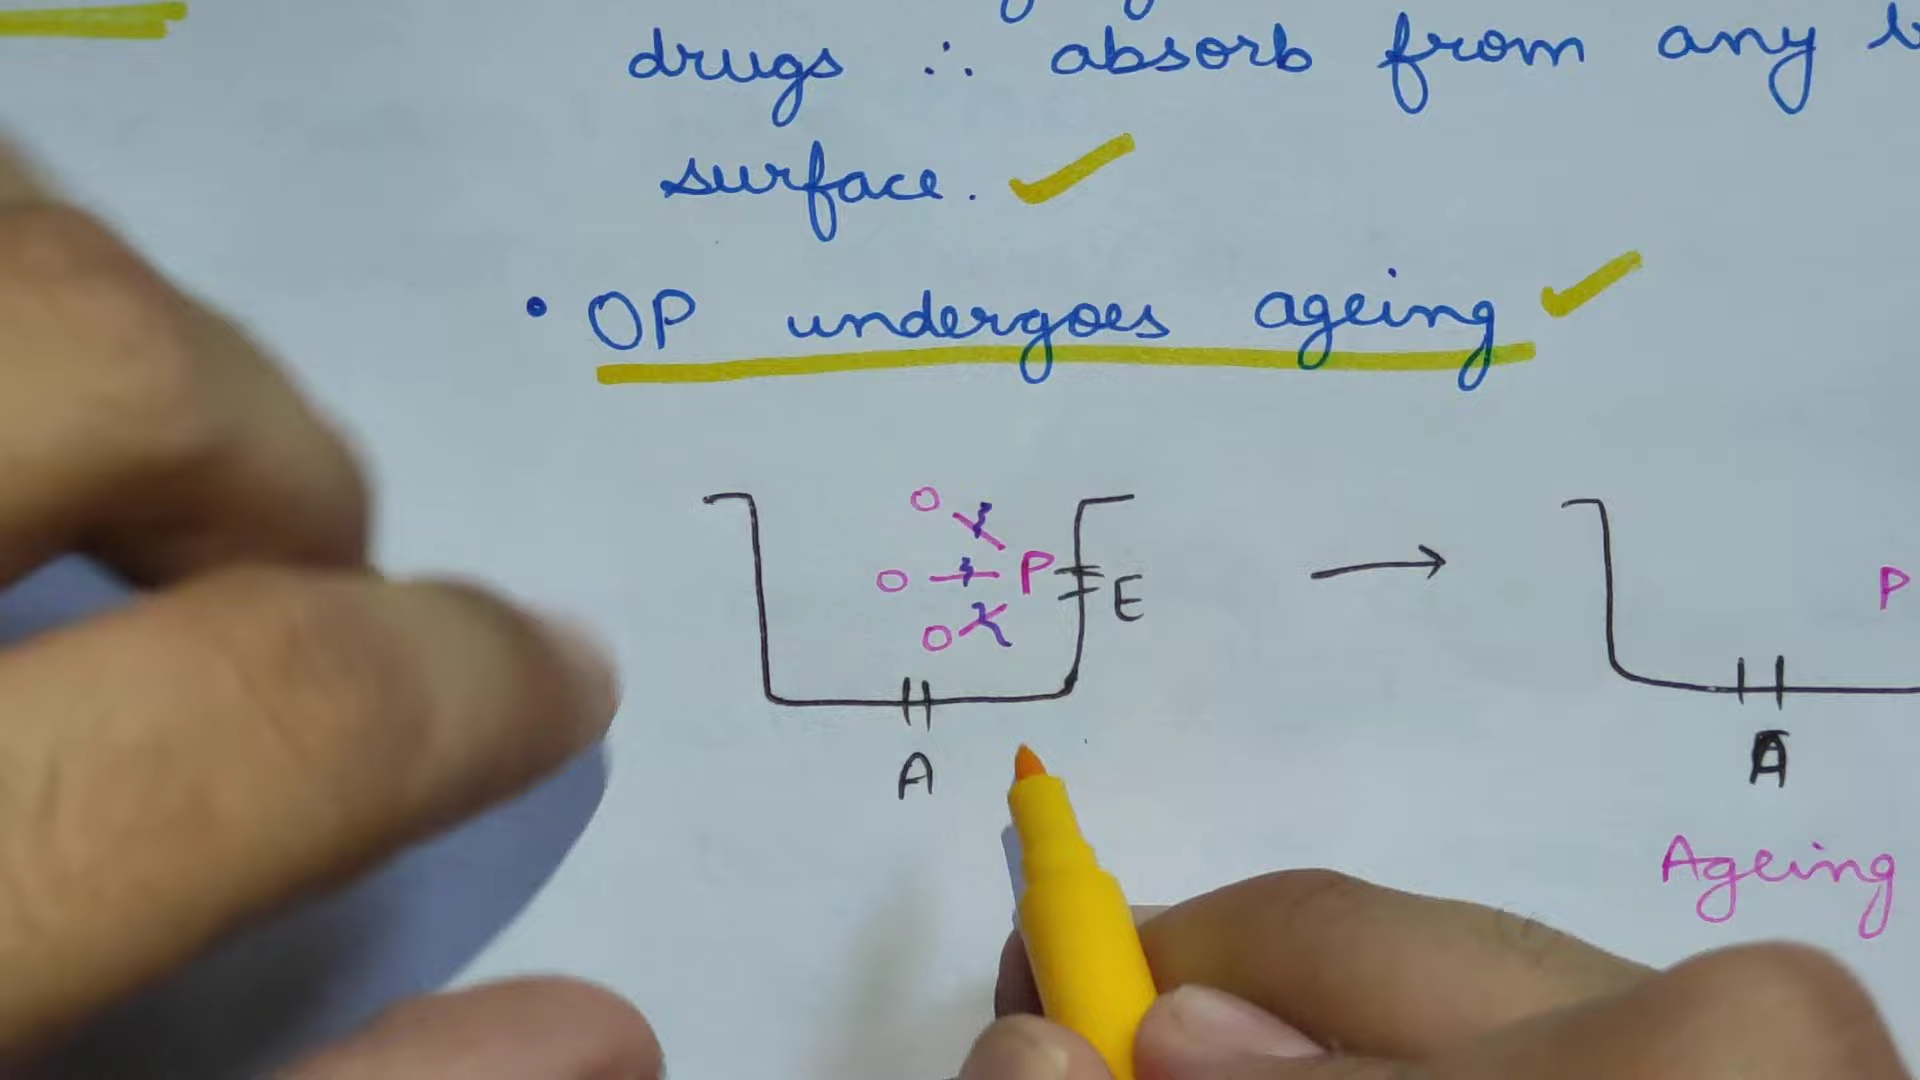 drugs ∴ absorb from any
surface.
• OP undergoes ageing
O
O P E
O
P
A
A
Ageing